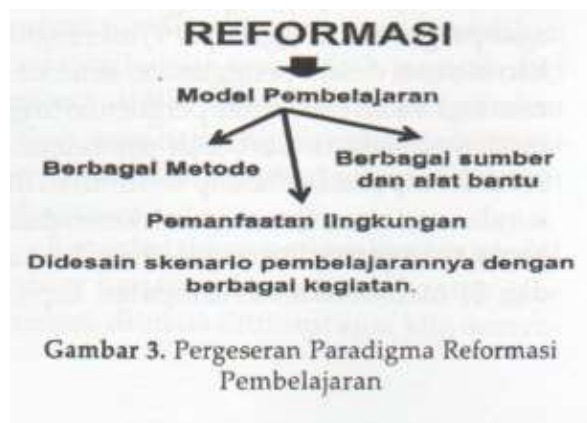 REFORMASI
Model Pembelajaran
Berbagai Metode
Berbagai sumber
dan alat bantu
Pemanfaatan lingkungan
Didesain skenario pembelajarannya dengan
berbagai kegiatan.
Gambar 3. Pergeseran Paradigma Reformasi
Pembelajaran